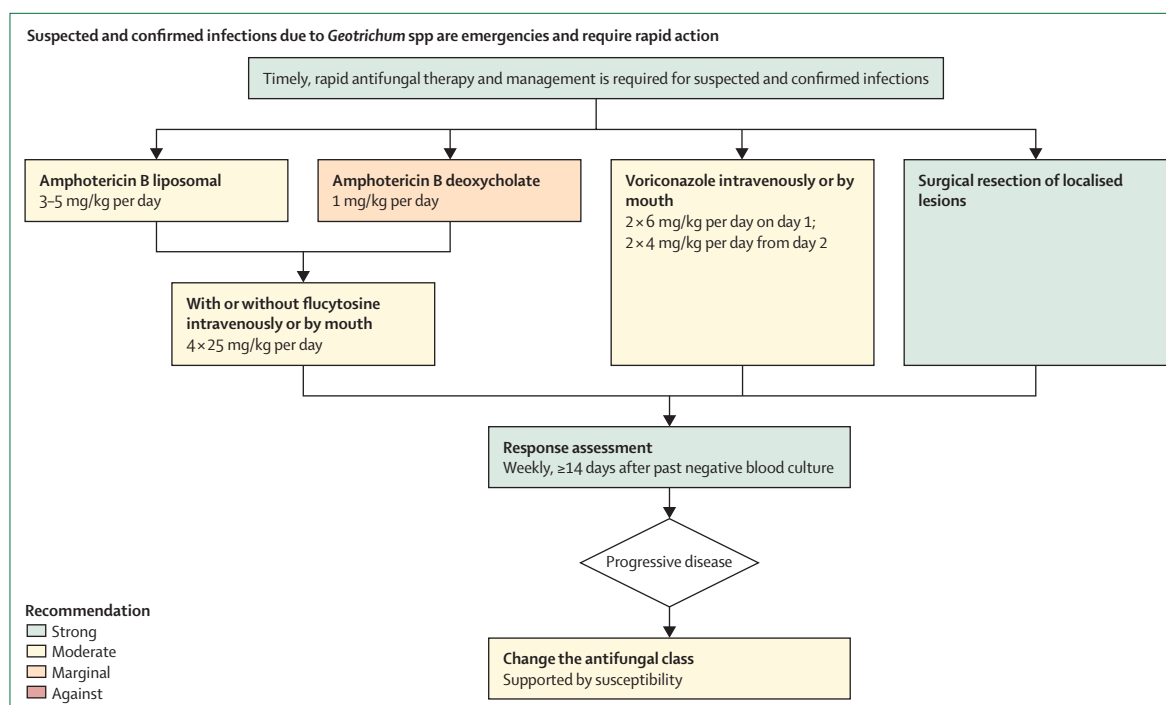 Suspected and confirmed infections due to Geotrichum spp are emergencies and require rapid action
Timely, rapid antifungal therapy and management is required for suspected and confirmed infections
Amphotericin B liposomal
3–5 mg/kg per day
Amphotericin B deoxycholate
1 mg/kg per day
Voriconazole intravenously or by
mouth
2×6 mg/kg per day on day 1;
2×4 mg/kg per day from day 2
Surgical resection of localised
lesions
With or without flucytosine
intravenously or by mouth
4×25 mg/kg per day
Response assessment
Weekly, ≥14 days after past negative blood culture
Progressive disease
Change the antifungal class
Supported by susceptibility
Recommendation
Strong
Moderate
Marginal
Against